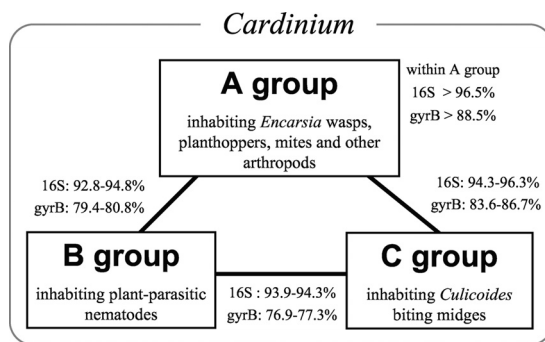 Cardinium
A group
inhabiting Encarsia wasps,
planthoppers, mites and other
arthropods
within A group
16S > 96.5%
gyrB > 88.5%
16S: 92.8-94.8%
gyrB: 79.4-80.8%
16S: 94.3-96.3%
gyrB: 83.6-86.7%
B group
inhabiting plant-parasitic
nematodes
16S : 93.9-94.3%
gyrB: 76.9-77.3%
C group
inhabiting Culicoides
biting midges